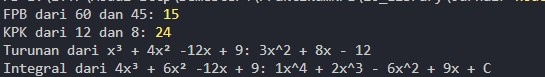 FPB dari 60 dan 45: 15
KPK dari 12 dan 8: 24
Turunan dari x³ + 4x² -12x + 9: 3x^2 + 8x - 12
Integral dari 4x³ + 6x² -12x + 9: 1x^4 + 2x^3 - 6x^2 + 9x + C